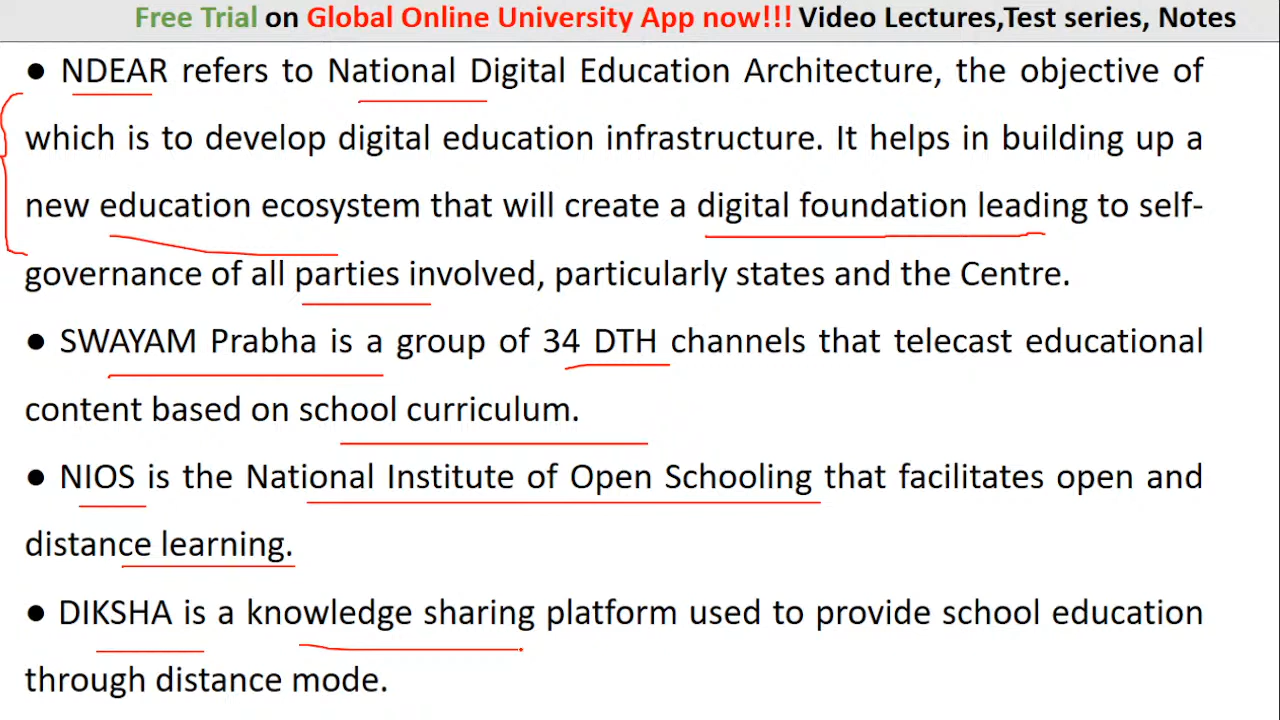 Free Trial on Global Online University App now!!! Video Lectures,Test series, Notes
● NDEAR refers to National Digital Education Architecture, the objective of
which is to develop digital education infrastructure. It helps in building up a
new education ecosystem that will create a digital foundation leading to self-
governance of all parties involved, particularly states and the Centre.
● SWAYAM Prabha is a group of 34 DTH channels that telecast educational
content based on school curriculum.
● NIOS is the National Institute of Open Schooling that facilitates open and
distance learning.
● DIKSHA is a knowledge sharing platform used to provide school education
through distance mode.